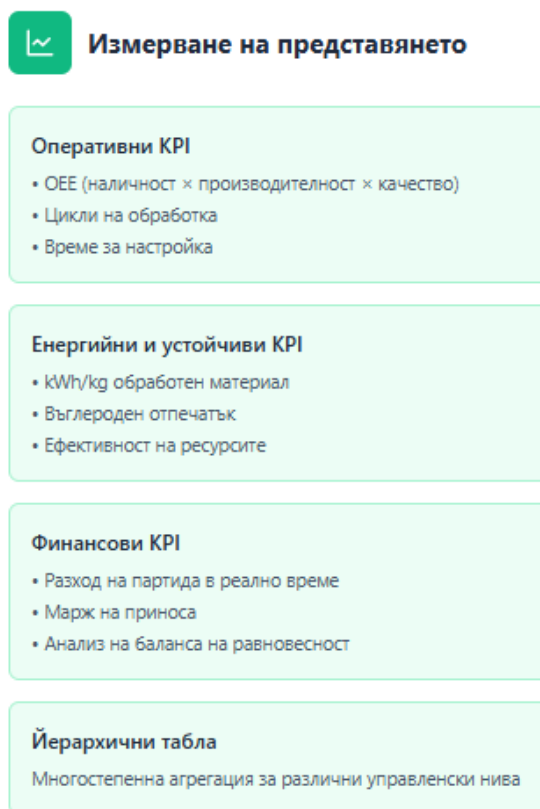 Измерване на представянето
Оперативни KPI
• OEE (наличност × производителност × качество)
• Цикли на обработка
• Време за настройка
Енергийни и устойчиви KPI
• kWh/kg обработен материал
• Въглероден отпечатък
• Ефективност на ресурсите
Финансови KPI
• Разход на партида в реално време
• Марж на приноса
• Анализ на баланса на равновесност
Йерархични табла
Многостепенна агрегация за различни управленски нива